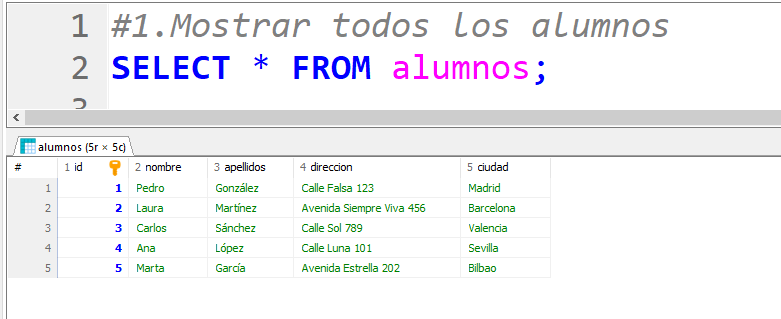 1 #1.Mostrar todos los alumnos
2 SELECT * FROM alumnos;
3
alumnos (5r × 5c)
# 1 id 2 nombre 3 apellidos 4 direccion 5 ciudad
1 1 Pedro González Calle Falsa 123 Madrid
2 2 Laura Martínez Avenida Siempre Viva 456 Barcelona
3 3 Carlos Sánchez Calle Sol 789 Valencia
4 4 Ana López Calle Luna 101 Sevilla
5 5 Marta García Avenida Estrella 202 Bilbao